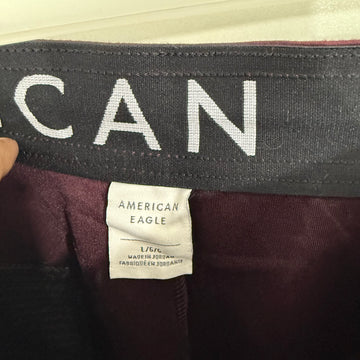 CAN
AMERICAN
EAGLE
L/G/G
MADE IN JORDAN
FABRIQUÉ EN JORDANIE